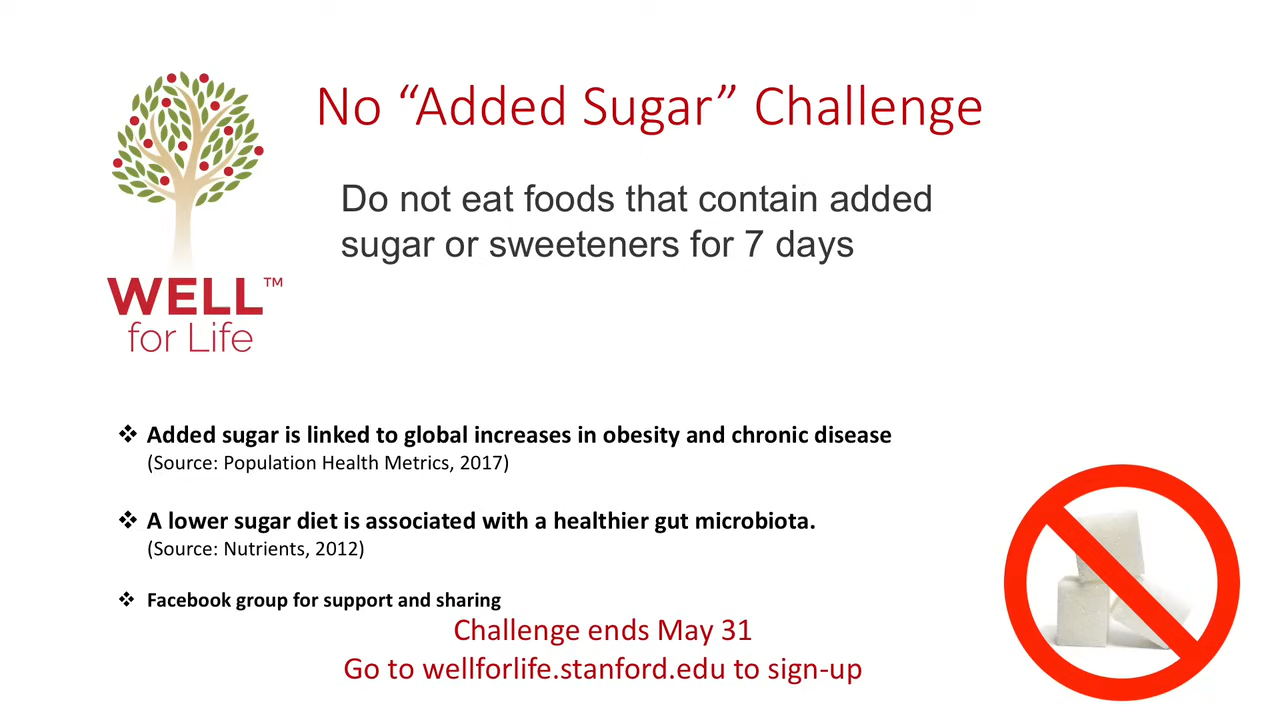 No “Added Sugar” Challenge
Do not eat foods that contain added
sugar or sweeteners for 7 days
WELL™
for Life
❖ Added sugar is linked to global increases in obesity and chronic disease
(Source: Population Health Metrics, 2017)
❖ A lower sugar diet is associated with a healthier gut microbiota.
(Source: Nutrients, 2012)
❖ Facebook group for support and sharing
Challenge ends May 31
Go to wellforlife.stanford.edu to sign-up